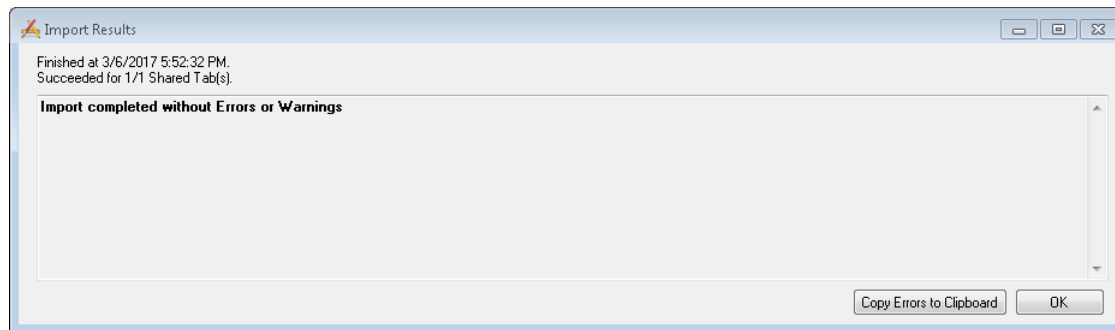 Import Results
Finished at 3/6/2017 5:52:32 PM.
Succeeded for 1/1 Shared Tab(s).
Import completed without Errors or Warnings
Copy Errors to Clipboard
OK